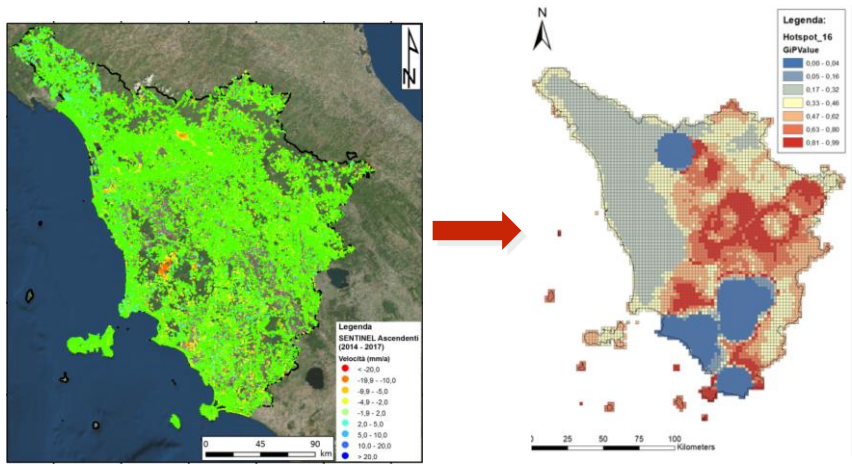 N
Legenda
SENTINEL Ascendenti
(2014 - 2017)
Velocità (mm/a)
< -20,0
-19,9 - -10,0
-9,9 - -5,0
-4,9 - -2,0
-1,9 - 2,0
2,0 - 5,0
5,0 - 10,0
10,0 - 20,0
> 20,0
0 45 90
km
N
Legenda:
Hotspot_16
GiPValue
0,00 - 0,04
0,05 - 0,16
0,17 - 0,32
0,33 - 0,46
0,47 - 0,62
0,63 - 0,80
0,81 - 0,99
0 25 50 75 100
Kilometers